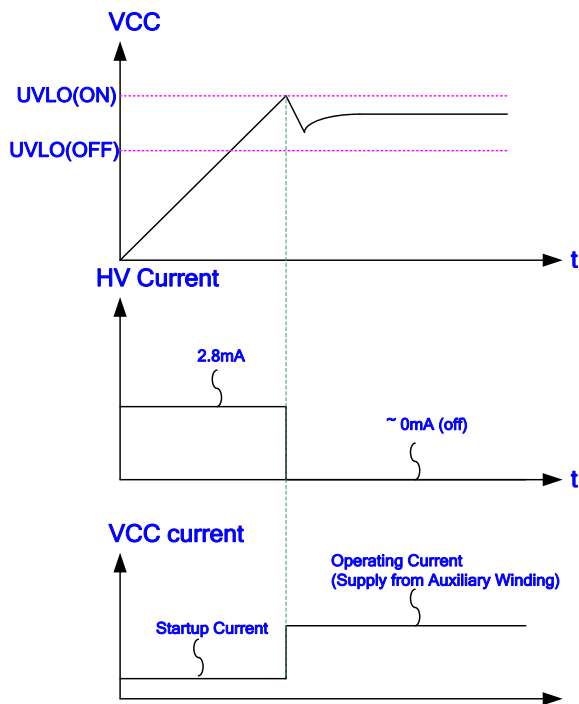 VCC
UVLO(ON)
UVLO(OFF)
t
HV Current
2.8mA
~ 0mA (off)
t
VCC current
Operating Current
(Supply from Auxiliary Winding)
Startup Current